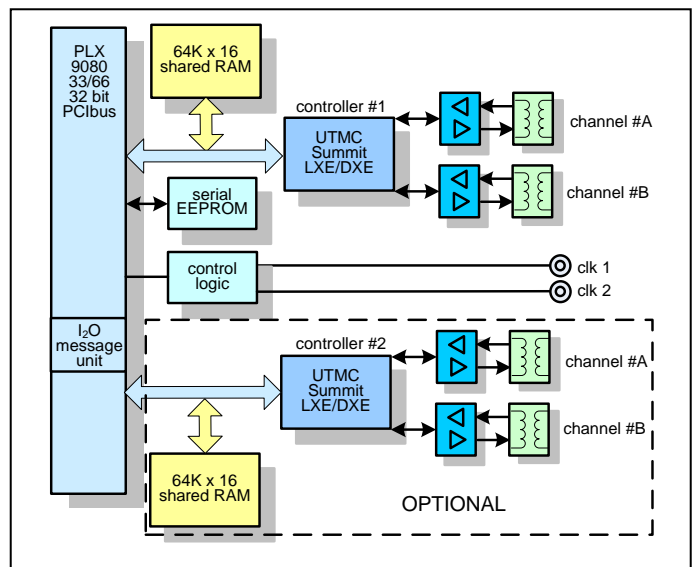 PLX
9080
33/66
32 bit
PCIbus
64K x 16
shared RAM
controller #1
UTMC
Summit
LXE/DXE
channel #A
channel #B
serial
EEPROM
control
logic
clk 1
clk 2
I₂O
message
unit
controller #2
UTMC
Summit
LXE/DXE
channel #A
channel #B
64K x 16
shared RAM
OPTIONAL